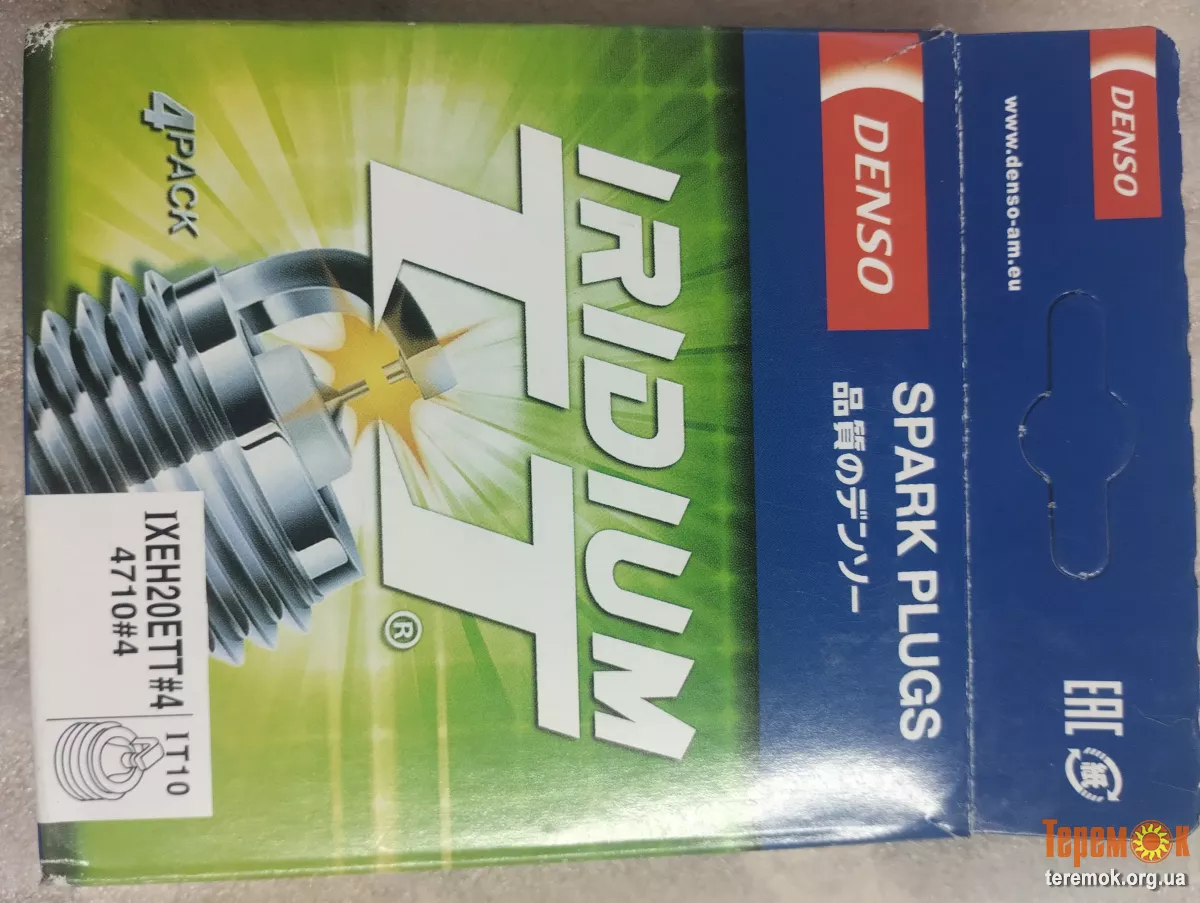 DENSO
www.denso-am.eu
EAC
紙
DENSO
SPARK PLUGS
品質のデンソー
IRIDIUM
TT®
4PACK
IXEH20ETT#4
4710#4
IT10
Теремок
teremok.org.ua